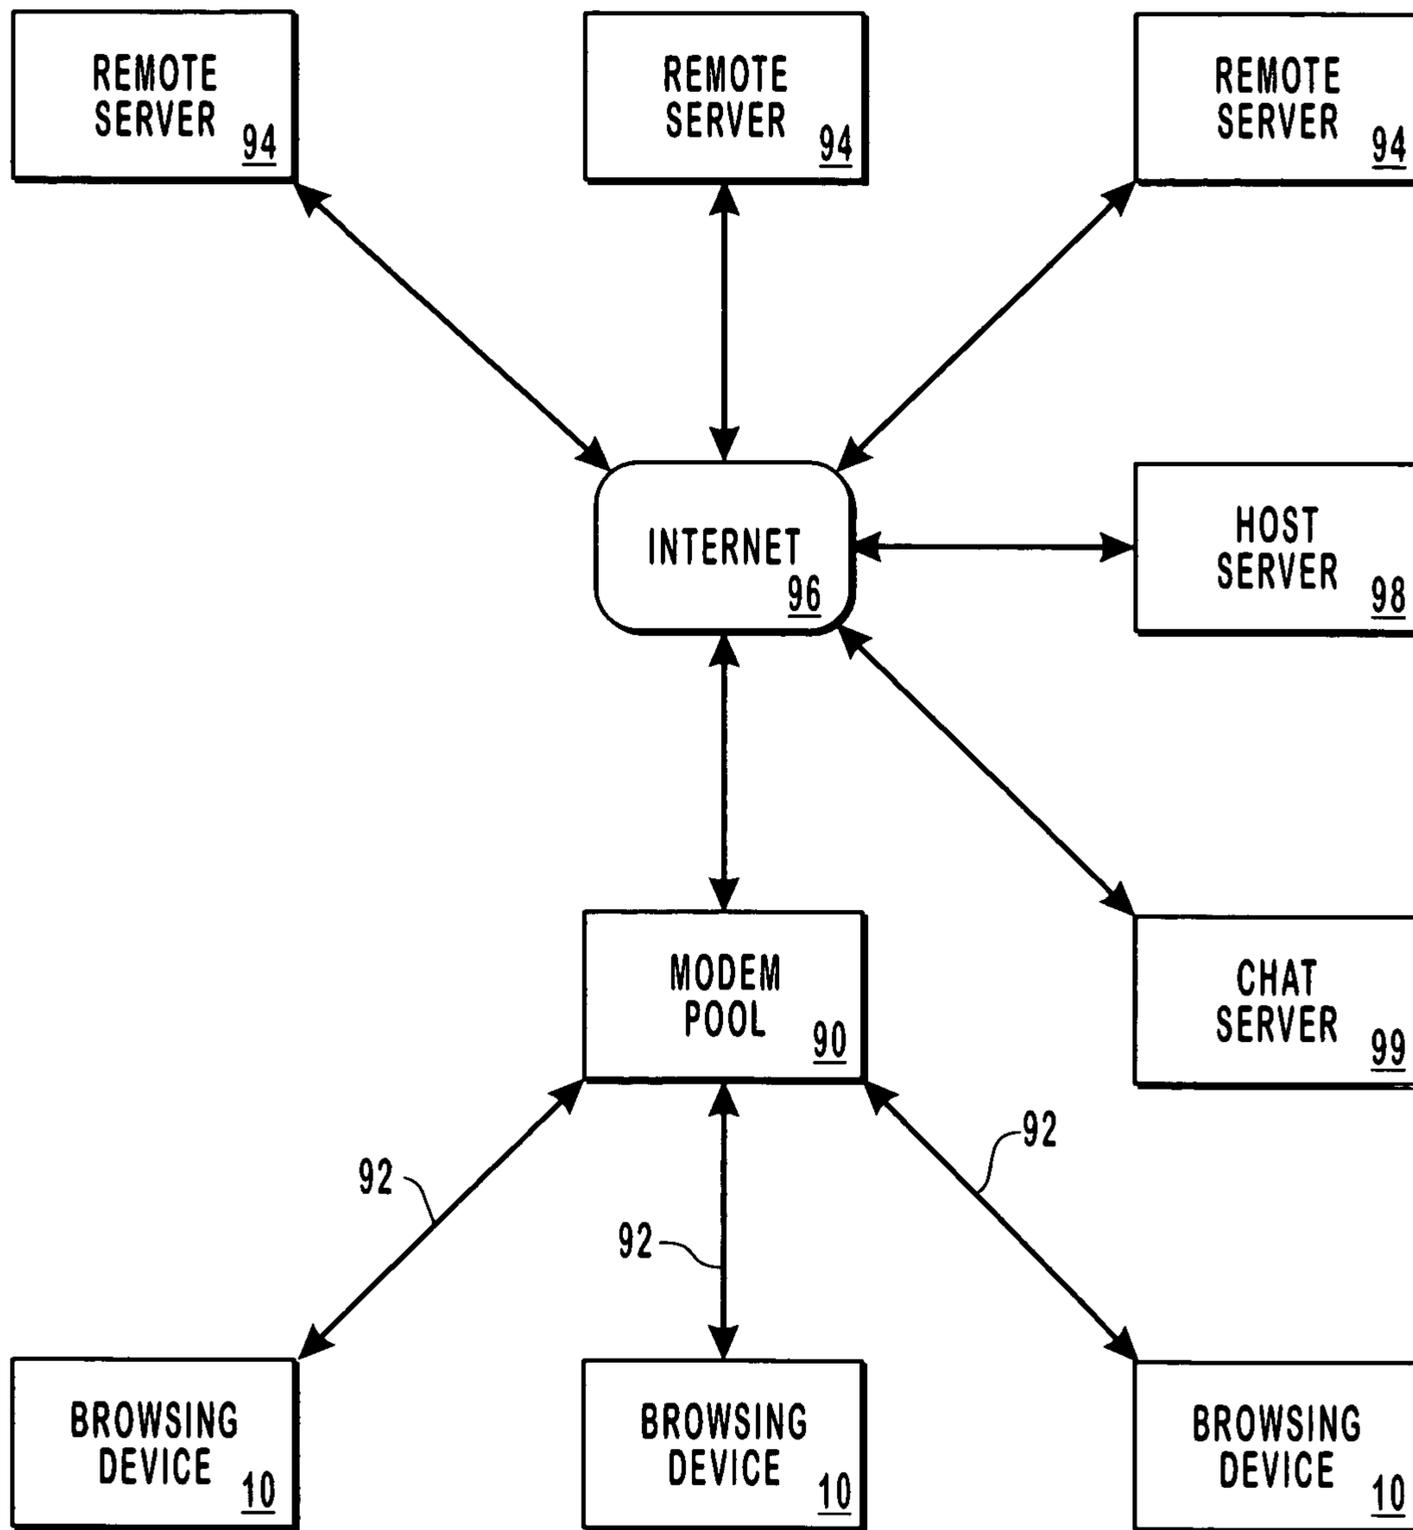 REMOTE
SERVER
94
REMOTE
SERVER
94
REMOTE
SERVER
94
INTERNET
96
HOST
SERVER
98
MODEM
POOL
90
CHAT
SERVER
99
92
92
92
BROWSING
DEVICE
10
BROWSING
DEVICE
10
BROWSING
DEVICE
10